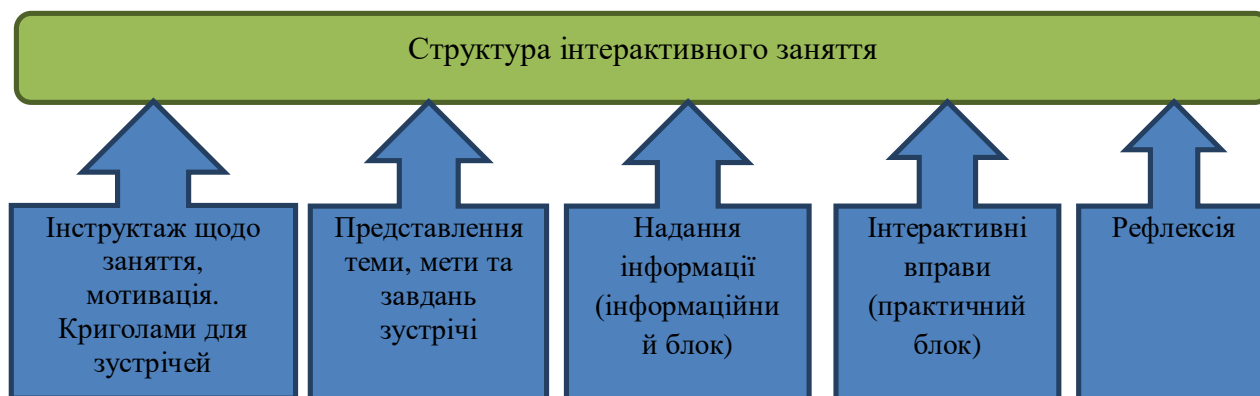 Структура інтерактивного заняття
Інструктаж щодо
заняття,
мотивація.
Криголами для
зустрічей
Представлення
теми, мети та
завдань
зустрічі
Надання
інформації
(інформаційни
й блок)
Інтерактивні
вправи
(практичний
блок)
Рефлексія